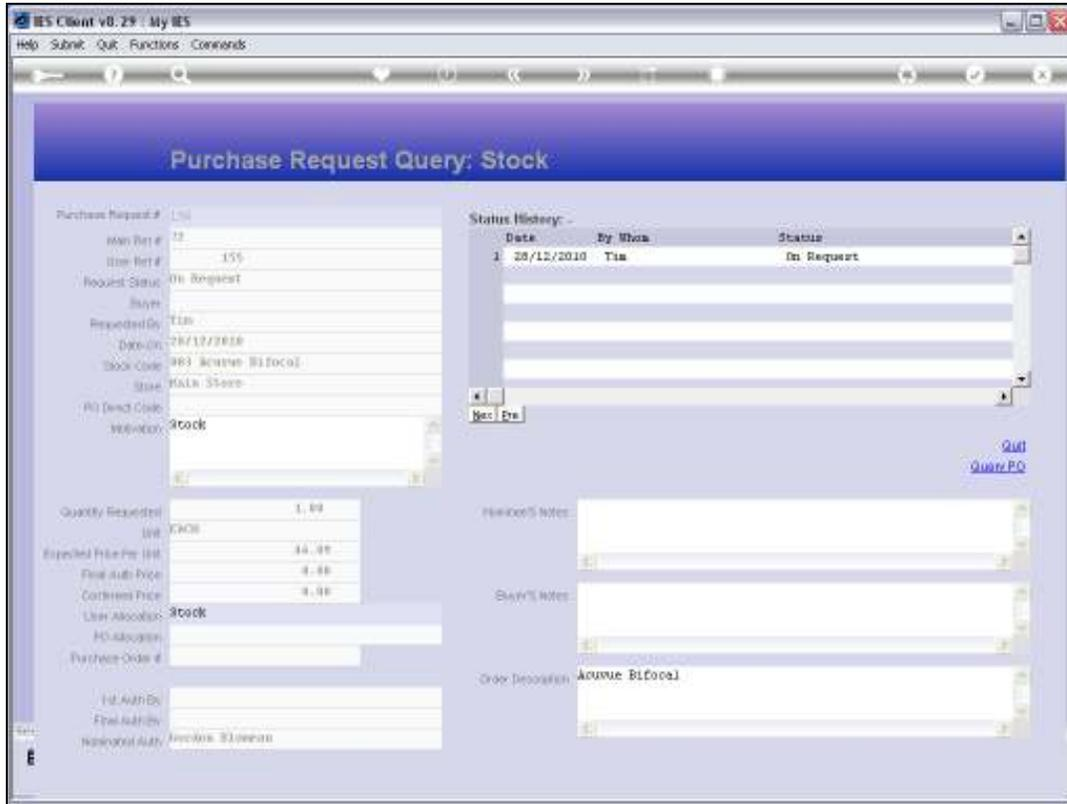 IES Client v8.29 : My IES
Help Submit Quit Functions Commands
Purchase Request Query: Stock
Purchase Request #
Main Ref #
User Ref # 155
Request Status On Request
Buyer
Requested By Tim
Date On 28/12/2010
Stock Code 003 Acuvue Bifocal
Store Main Store
PO Direct Code
Motivation Stock
Status History: -
Date By Whom Status
1 28/12/2010 Tim On Request
Nex Pre
Quit
Query PO
Quantity Requested 1.00
Unit EACH
Expected Price Per Unit
Final Auth Price 0.00
Confirmed Price 0.00
User Allocation Stock
PO Allocation
Purchase Order #
1st Auth By
Final Auth By
Nominated Auth
Notes
Buyer'S Notes
Order Description Acuvue Bifocal